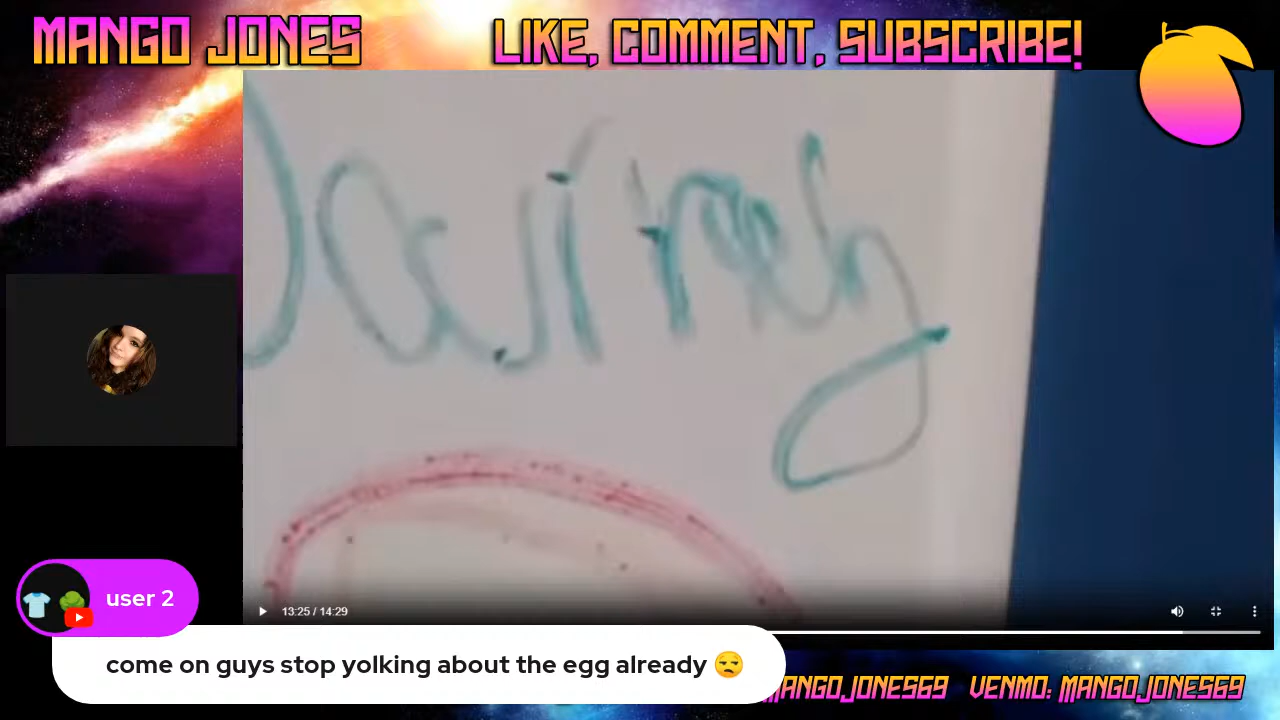 MANGO JONES
LIKE, COMMENT, SUBSCRIBE!
13:25 / 14:29
user 2
come on guys stop yolking about the egg already 😒
MANGOJONES69 VENMO: MANGOJONES69